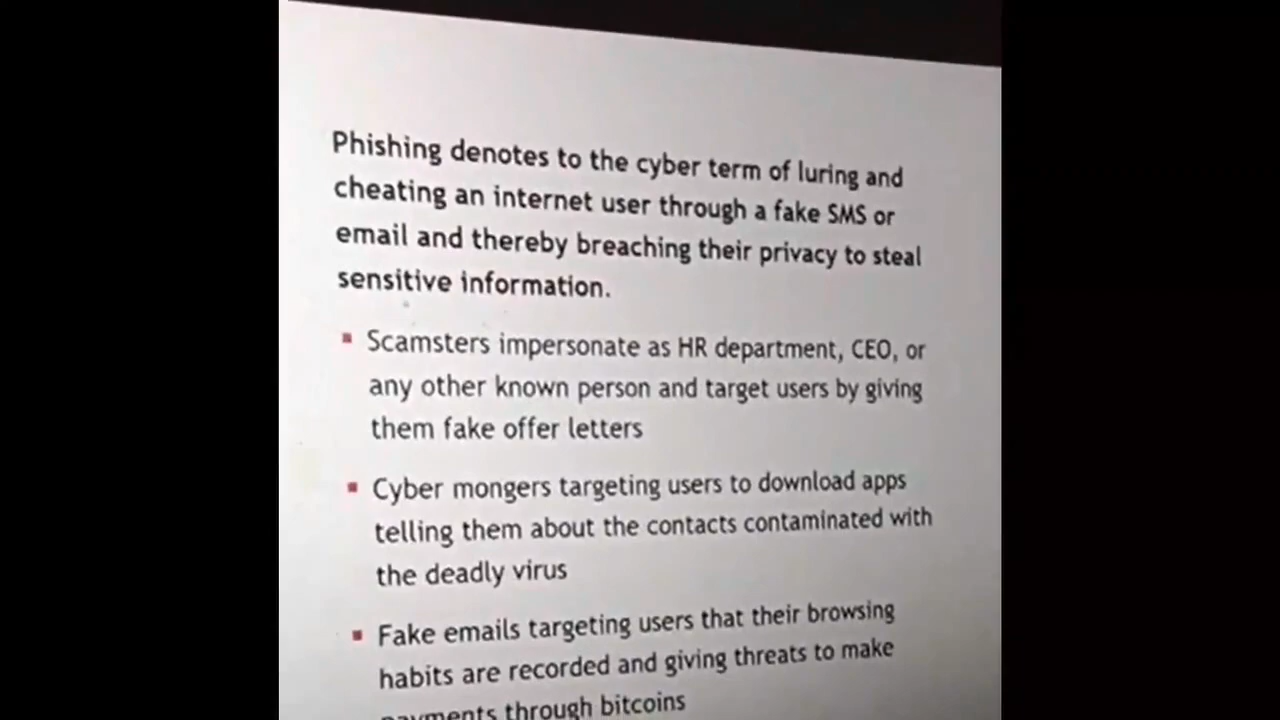 Phishing denotes to the cyber term of luring and
cheating an internet user through a fake SMS or
email and thereby breaching their privacy to steal
sensitive information.
▪ Scamsters impersonate as HR department, CEO, or
any other known person and target users by giving
them fake offer letters
▪ Cyber mongers targeting users to download apps
telling them about the contacts contaminated with
the deadly virus
▪ Fake emails targeting users that their browsing
habits are recorded and giving threats to make
payments through bitcoins